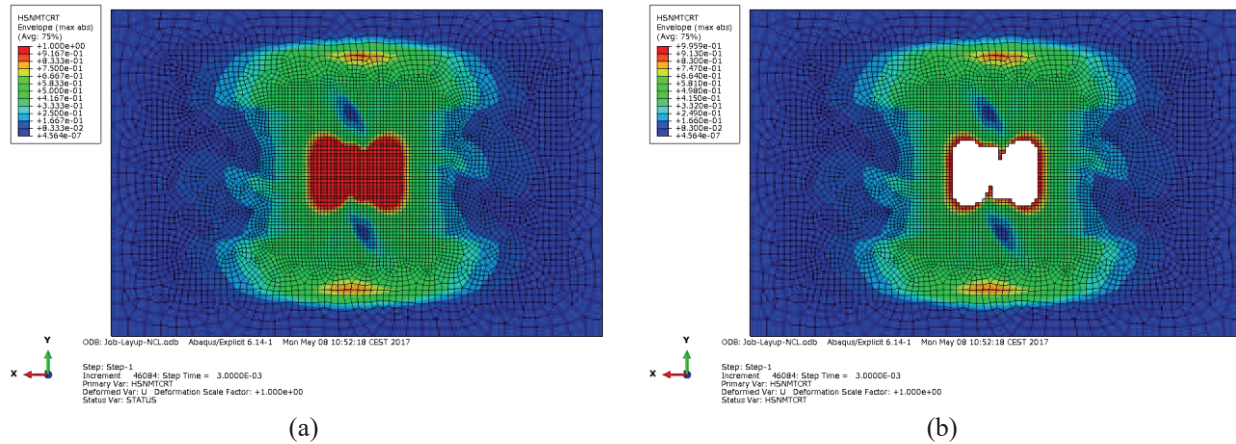 HSNMTCRT
Envelope (max abs)
(Avg: 75%)
+1.000e+00
+9.167e-01
+8.333e-01
+7.500e-01
+6.667e-01
+5.833e-01
+5.000e-01
+4.167e-01
+3.333e-01
+2.500e-01
+1.667e-01
+8.333e-02
+4.564e-07
Y
X
ODB: Job-Layup-NCL.odb Abaqus/Explicit 6.14-1 Mon May 08 10:52:18 CEST 2017
Step: Step-1
Increment 46084: Step Time = 3.0000E-03
Primary Var: HSNMTCRT
Deformed Var: U Deformation Scale Factor: +1.000e+00
Status Var: STATUS
(a)
HSNMTCRT
Envelope (max abs)
(Avg: 75%)
+9.959e-01
+9.130e-01
+8.300e-01
+7.470e-01
+6.640e-01
+5.810e-01
+4.980e-01
+4.150e-01
+3.320e-01
+2.490e-01
+1.660e-01
+8.300e-02
+4.564e-07
Y
X
ODB: Job-Layup-NCL.odb Abaqus/Explicit 6.14-1 Mon May 08 10:52:18 CEST 2017
Step: Step-1
Increment 46084: Step Time = 3.0000E-03
Primary Var: HSNMTCRT
Deformed Var: U Deformation Scale Factor: +1.000e+00
Status Var: HSNMTCRT
(b)